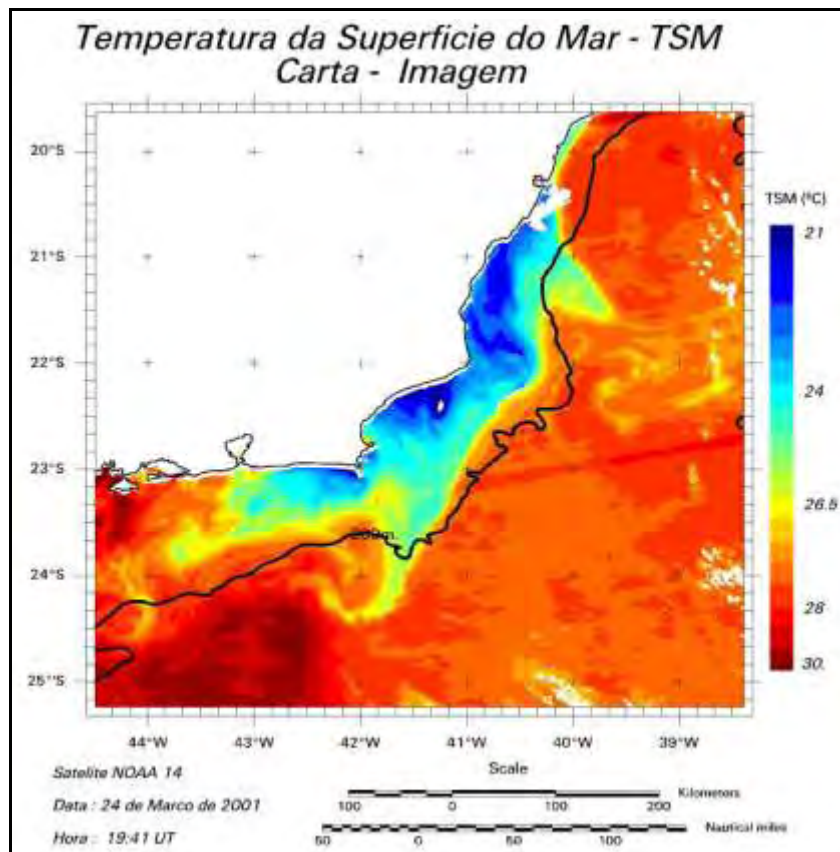 Temperatura da Superficie do Mar - TSM
Carta - Imagem
20°S
21°S
22°S
23°S
24°S
25°S
44°W
43°W
42°W
41°W
40°W
39°W
TSM (ºC)
21
24
26.5
28
30
Satelite NOAA 14
Data : 24 de Marco de 2001
Hora : 19:41 UT
Scale
100 0 100 200 Kilometers
50 0 50 100 Nautical miles